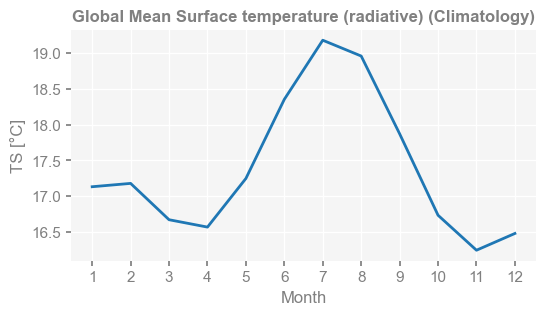 Global Mean Surface temperature (radiative) (Climatology)
TS [°C]
19.0
18.5
18.0
17.5
17.0
16.5
1 2 3 4 5 6 7 8 9 10 11 12
Month